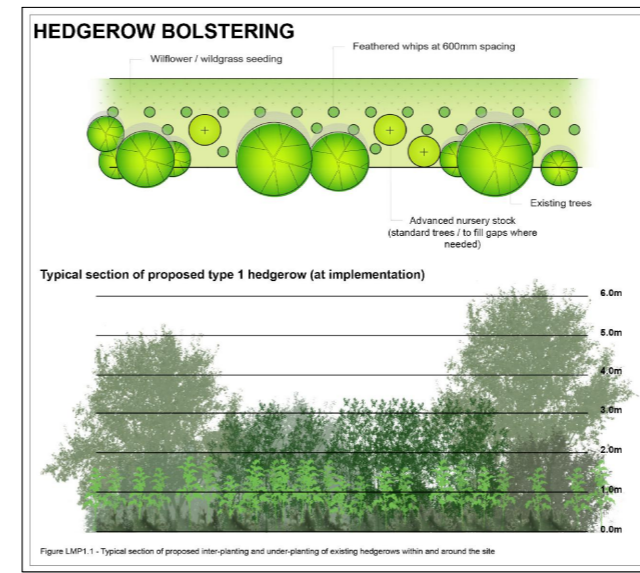 HEDGEROW BOLSTERING
Feathered whips at 600mm spacing
Wilflower / wildgrass seeding
Existing trees
Advanced nursery stock
(standard trees / to fill gaps where
needed)
Typical section of proposed type 1 hedgerow (at implementation)
6.0m
5.0m
4.0m
3.0m
2.0m
1.0m
0.0m
Figure LMP1.1 - Typical section of proposed inter-planting and under-planting of existing hedgerows within and around the site